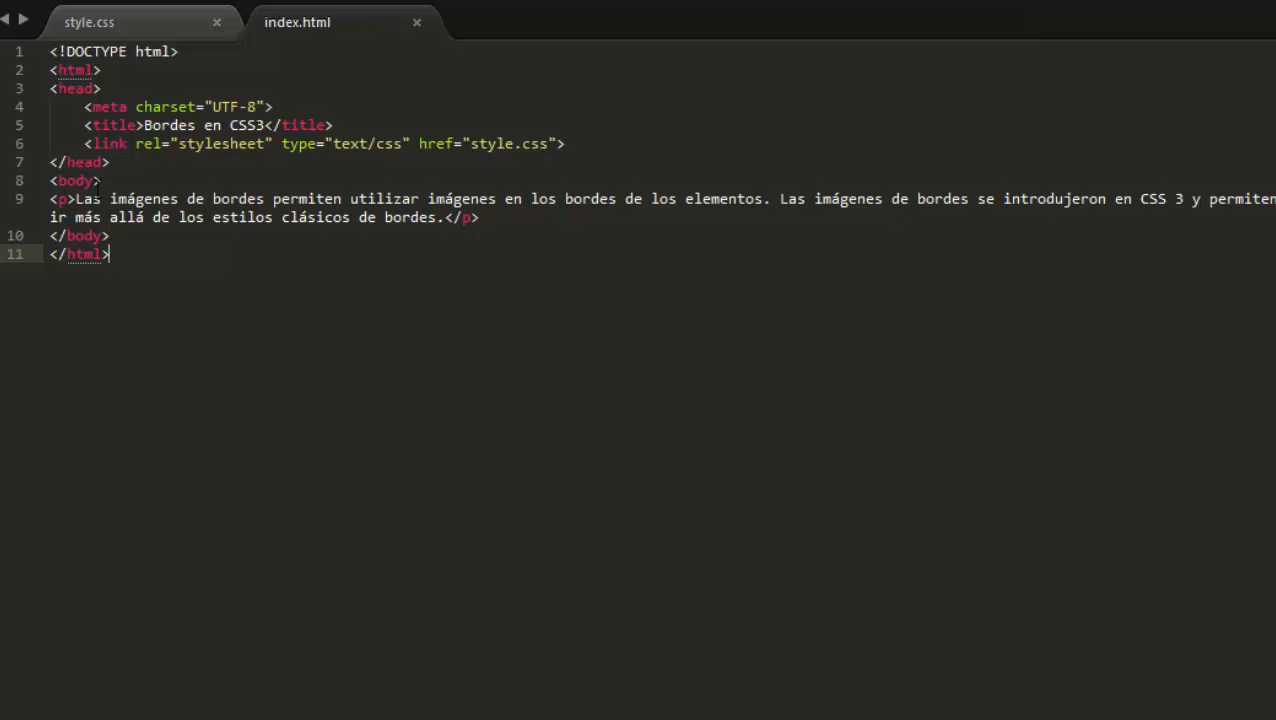 style.css × index.html ×
1 <!DOCTYPE html>
2 <html>
3 <head>
4 <meta charset="UTF-8">
5 <title>Bordes en CSS3</title>
6 <link rel="stylesheet" type="text/css" href="style.css">
7 </head>
8 <body>
9 <p>Las imágenes de bordes permiten utilizar imágenes en los bordes de los elementos. Las imágenes de bordes se introdujeron en CSS 3 y permiten
ir más allá de los estilos clásicos de bordes.</p>
10 </body>
11 </html>